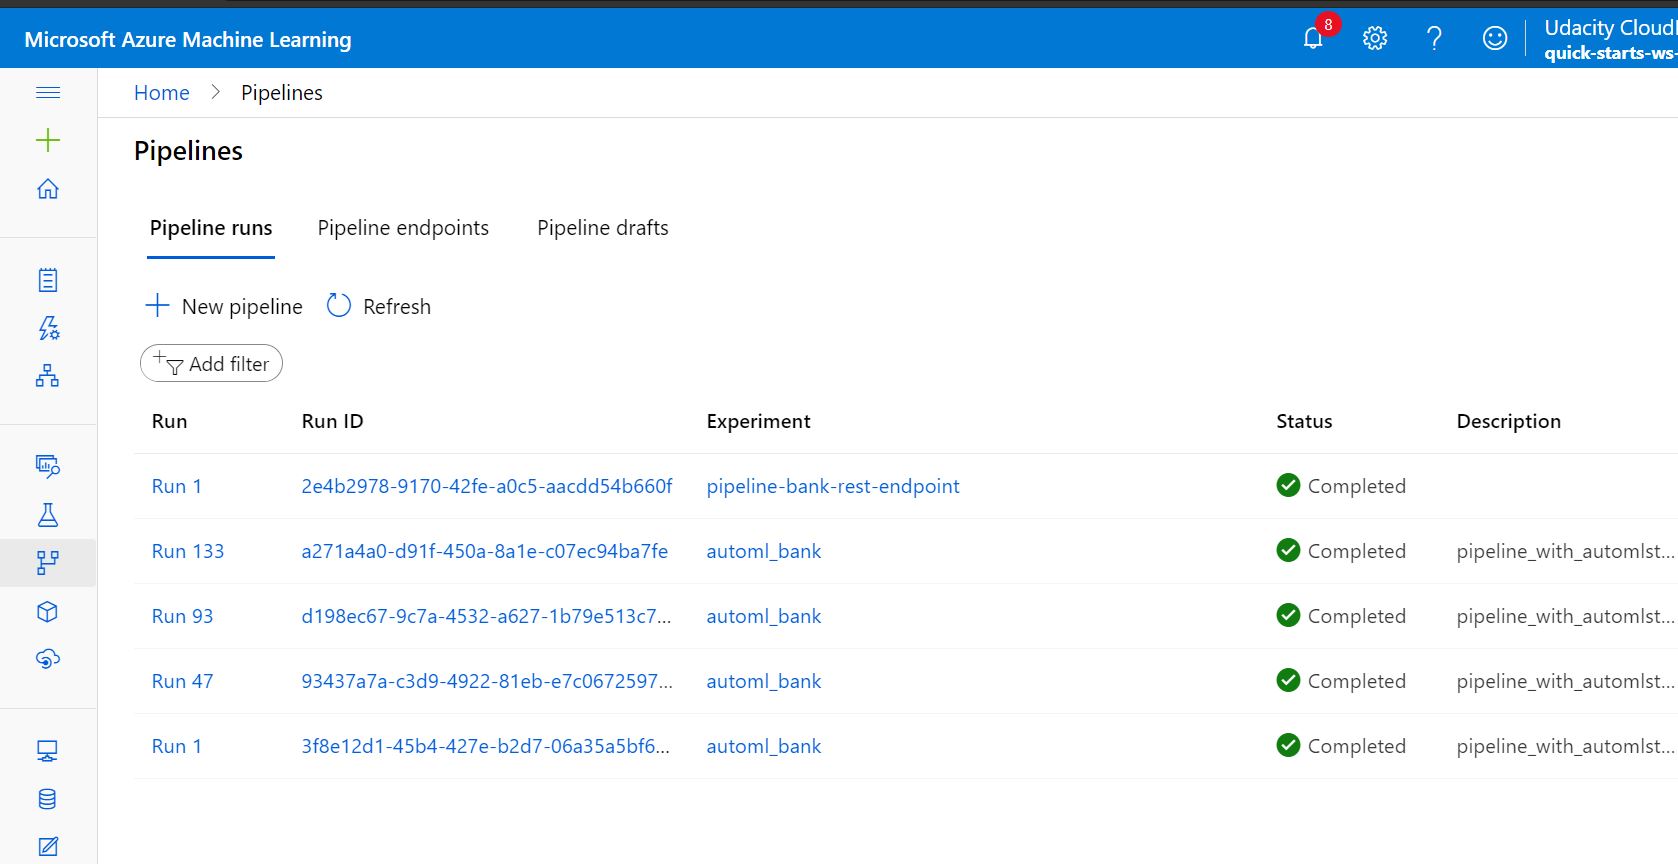 Microsoft Azure Machine Learning
8
Udacity Cloud
quick-starts-ws-
Home > Pipelines
Pipelines
Pipeline runs Pipeline endpoints Pipeline drafts
New pipeline Refresh
Add filter
Run Run ID Experiment Status Description
Run 1 2e4b2978-9170-42fe-a0c5-aacdd54b660f pipeline-bank-rest-endpoint Completed
Run 133 a271a4a0-d91f-450a-8a1e-c07ec94ba7fe automl_bank Completed pipeline_with_automlst...
Run 93 d198ec67-9c7a-4532-a627-1b79e513c7... automl_bank Completed pipeline_with_automlst...
Run 47 93437a7a-c3d9-4922-81eb-e7c0672597... automl_bank Completed pipeline_with_automlst...
Run 1 3f8e12d1-45b4-427e-b2d7-06a35a5bf6... automl_bank Completed pipeline_with_automlst...